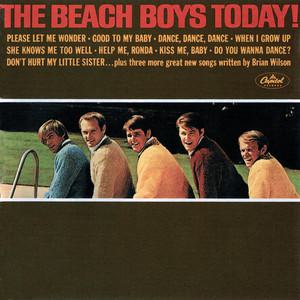 THE BEACH BOYS TODAY!
PLEASE LET ME WONDER • GOOD TO MY BABY • DANCE, DANCE, DANCE • WHEN I GROW UP
SHE KNOWS ME TOO WELL • HELP ME, RONDA • KISS ME, BABY • DO YOU WANNA DANCE?
DON'T HURT MY LITTLE SISTER...plus three more great new songs written by Brian Wilson
Capitol
RECORDS